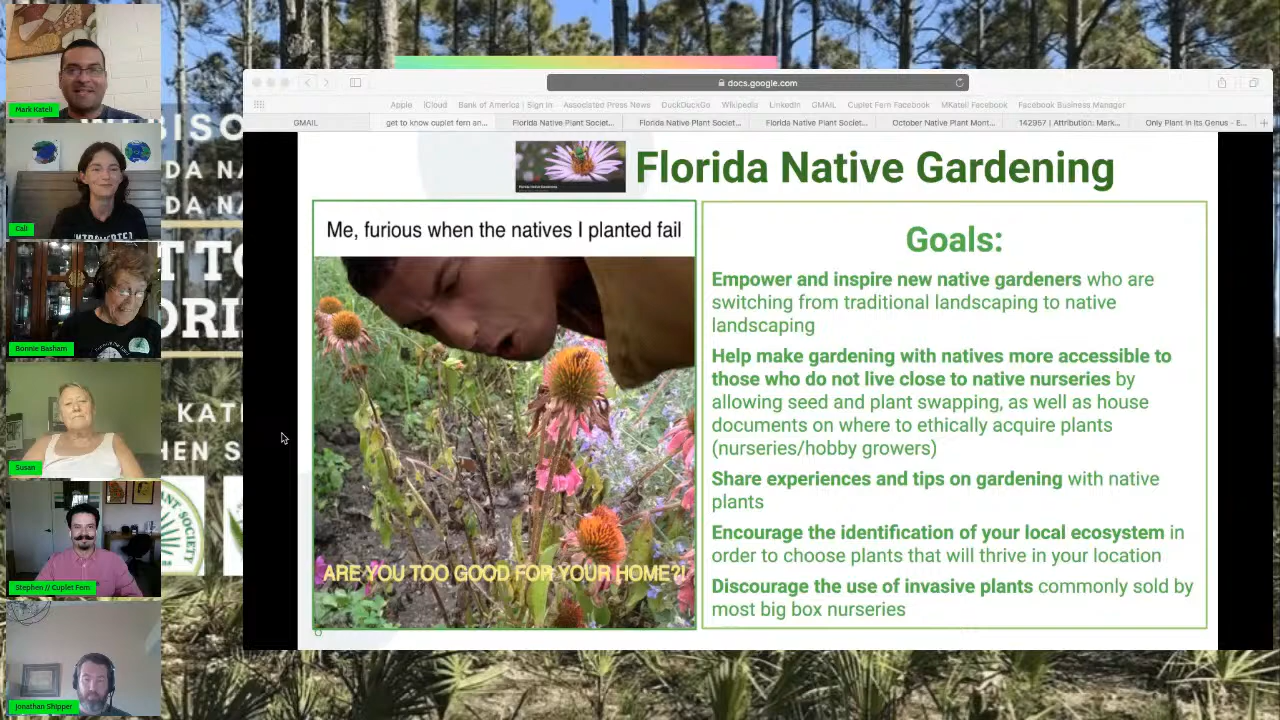 Mark Kateli
Call
Bonnie Basham
Susan
Stephen // Cuplet Fern
Jonathan Shipper
docs.google.com
Apple iCloud Bank of America | Sign In Associated Press News DuckDuckGo Wikipedia LinkedIn GMAIL Cuplet Fern Facebook MKateli Facebook Facebook Business Manager
GMAIL get to know cuplet fern an... Florida Native Plant Societ... Florida Native Plant Societ... Florida Native Plant Societ... October Native Plant Mont... 142957 | Attribution: Mark... Only Plant in Its Genus - E...
Florida Native Gardening
Me, furious when the natives I planted fail
ARE YOU TOO GOOD FOR YOUR HOME?!
Goals:
Empower and inspire new native gardeners who are
switching from traditional landscaping to native
landscaping
Help make gardening with natives more accessible to
those who do not live close to native nurseries by
allowing seed and plant swapping, as well as house
documents on where to ethically acquire plants
(nurseries/hobby growers)
Share experiences and tips on gardening with native
plants
Encourage the identification of your local ecosystem in
order to choose plants that will thrive in your location
Discourage the use of invasive plants commonly sold by
most big box nurseries